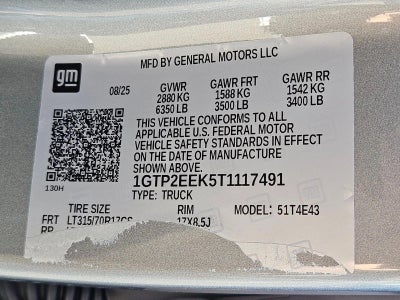 gm
MFD BY GENERAL MOTORS LLC
08/25 GVWR GAWR FRT GAWR RR
2880 KG 1588 KG 1542 KG
6350 LB 3500 LB 3400 LB
THIS VEHICLE CONFORMS TO ALL
APPLICABLE U.S. FEDERAL MOTOR
VEHICLE SAFETY STANDARDS IN EFFECT
ON THE DATE OF MANUFACTURE
SHOWN ABOVE.
130H 1GTP2EEK5T1117491
TYPE: TRUCK
TIRE SIZE RIM MODEL: 51T4E43
FRT LT315/70R17CS 17X8.5J
RR